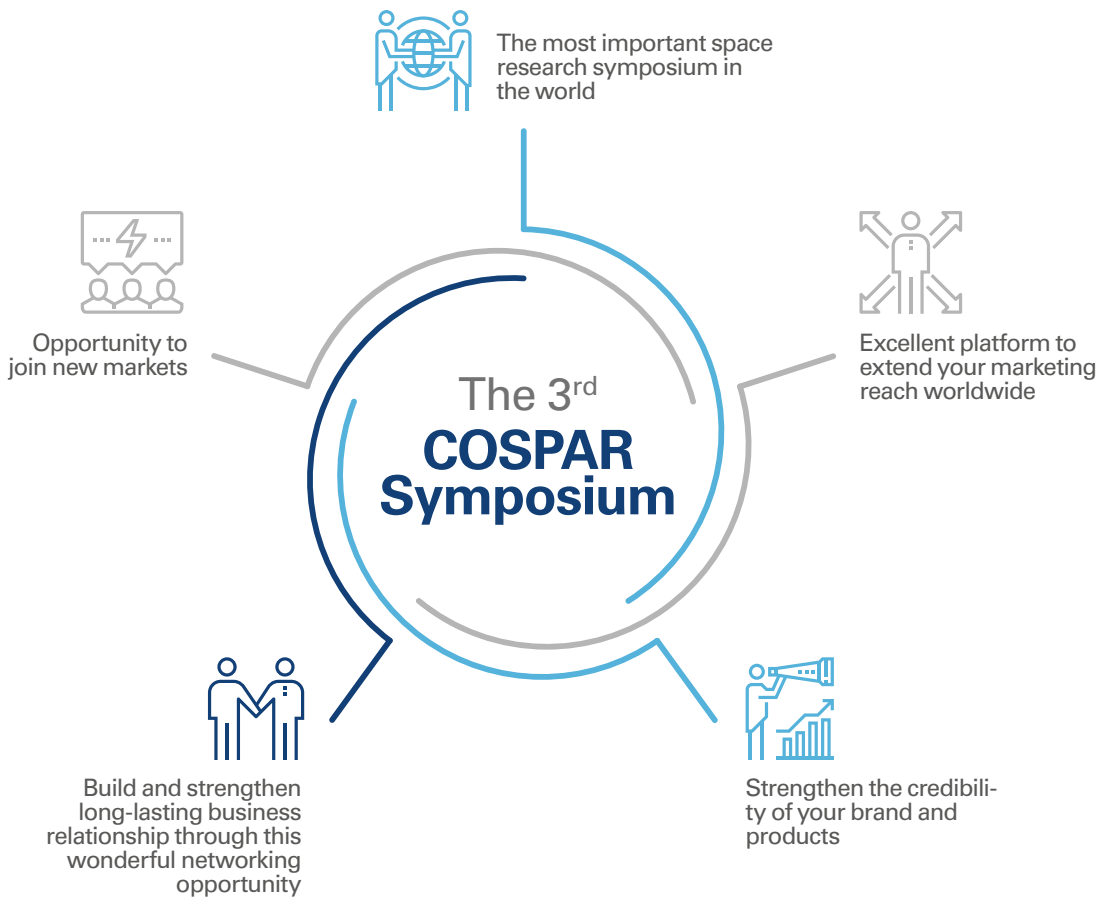 The most important space
research symposium in
the world
Opportunity to
join new markets
Excellent platform to
extend your marketing
reach worldwide
The 3rd
COSPAR
Symposium
Build and strengthen
long-lasting business
relationship through this
wonderful networking
opportunity
Strengthen the credibili-
ty of your brand and
products